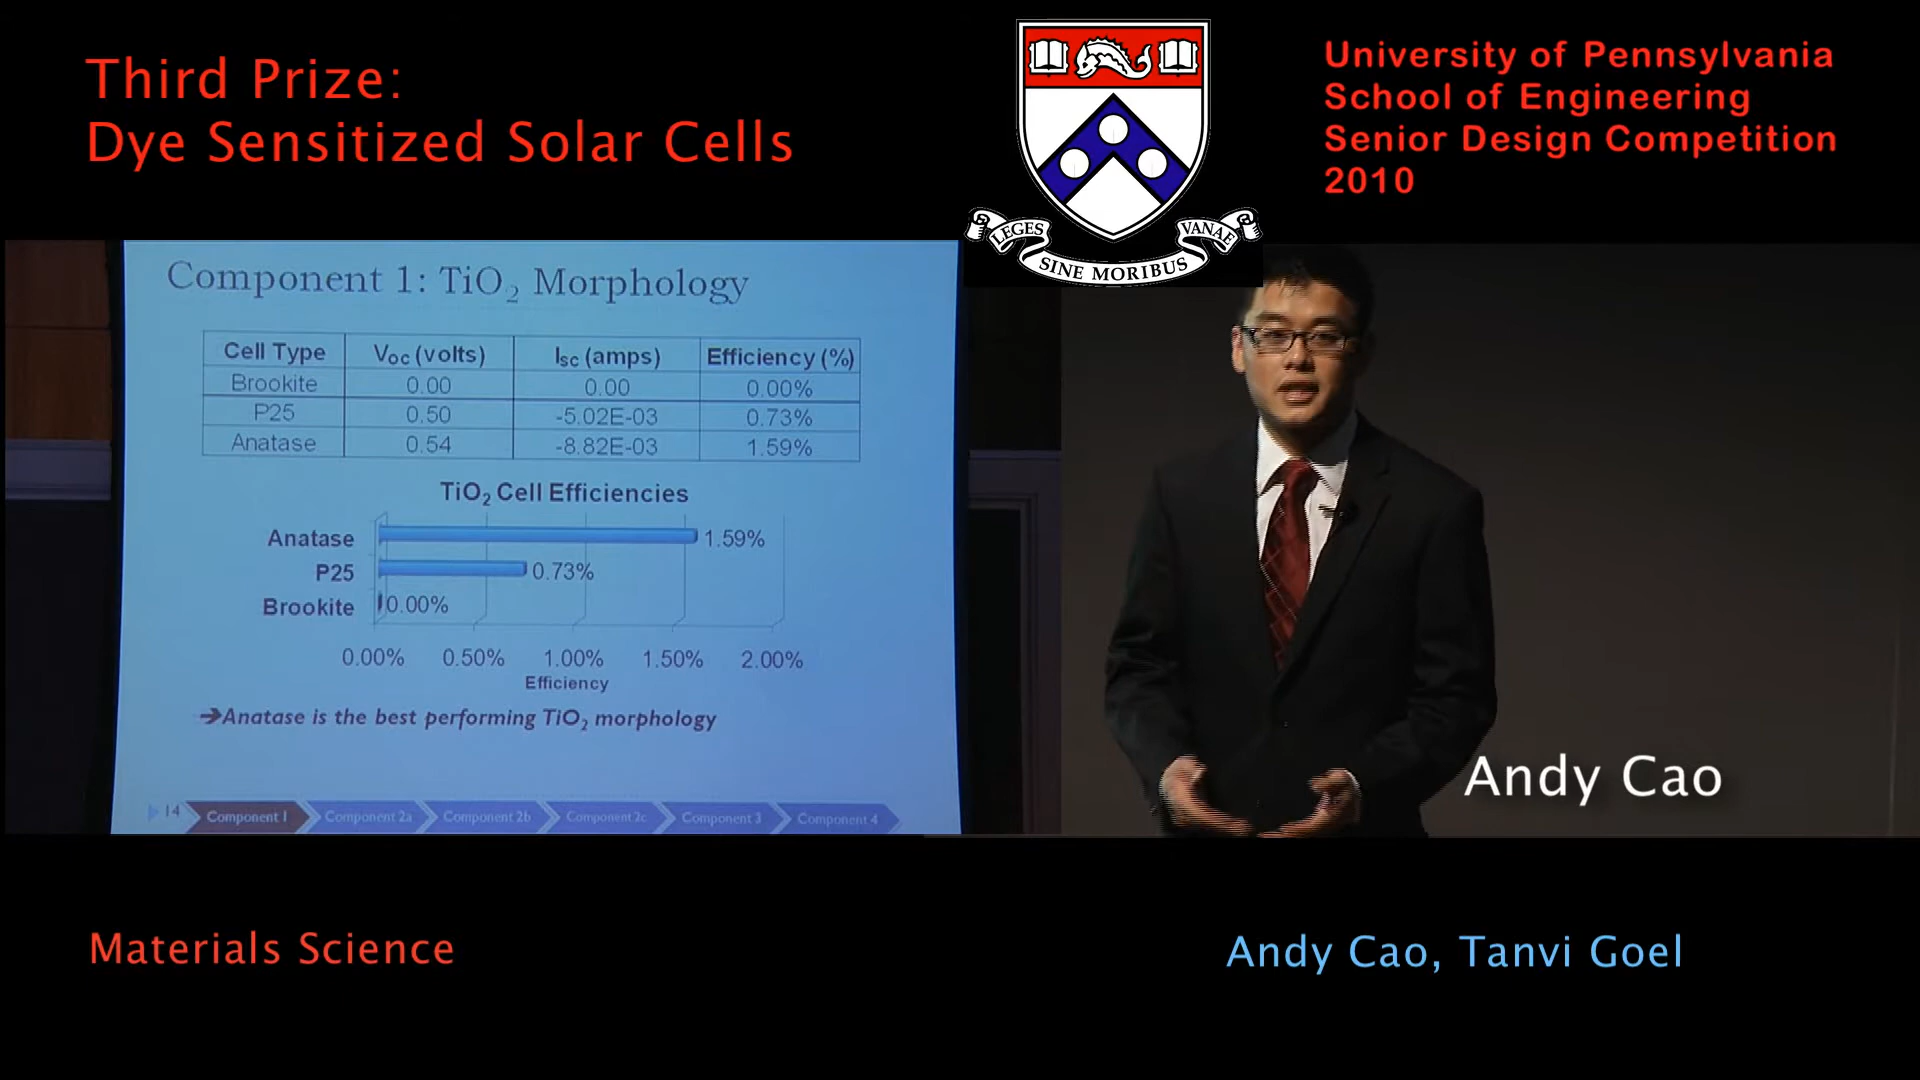 Third Prize:
Dye Sensitized Solar Cells
University of Pennsylvania
School of Engineering
Senior Design Competition
2010
LEGES
SINE MORIBUS
VANAE
Component 1: TiO₂ Morphology
Cell Type Voc (volts) Isc (amps) Efficiency (%)
Brookite 0.00 0.00 0.00%
P25 0.50 -5.02E-03 0.73%
Anatase 0.54 -8.82E-03 1.59%
TiO₂ Cell Efficiencies
Anatase 1.59%
P25 0.73%
Brookite 0.00%
0.00% 0.50% 1.00% 1.50% 2.00%
Efficiency
➔Anatase is the best performing TiO₂ morphology
14 Component 1 Component 2a Component 2b Component 2c Component 3 Component 4
Andy Cao
Materials Science
Andy Cao, Tanvi Goel